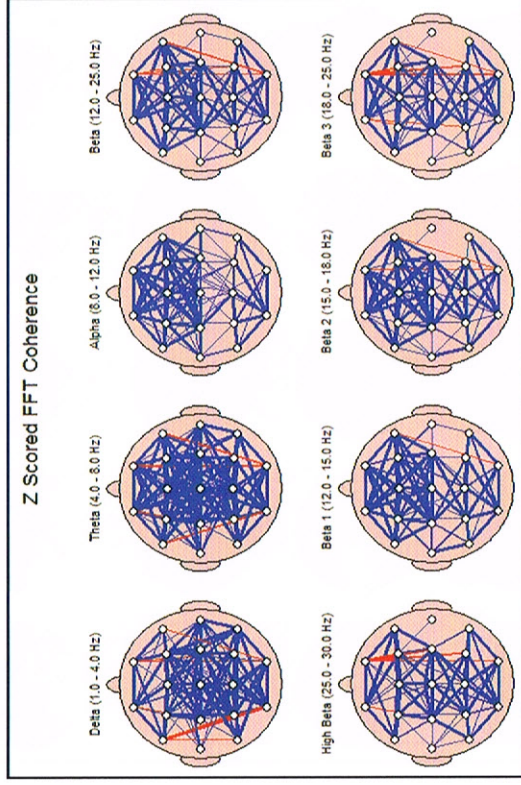 Z Scored FFT Coherence
Delta (1.0 - 4.0 Hz)
Theta (4.0 - 8.0 Hz)
Alpha (8.0 - 12.0 Hz)
Beta (12.0 - 25.0 Hz)
High Beta (25.0 - 30.0 Hz)
Beta 1 (12.0 - 15.0 Hz)
Beta 2 (15.0 - 18.0 Hz)
Beta 3 (18.0 - 25.0 Hz)